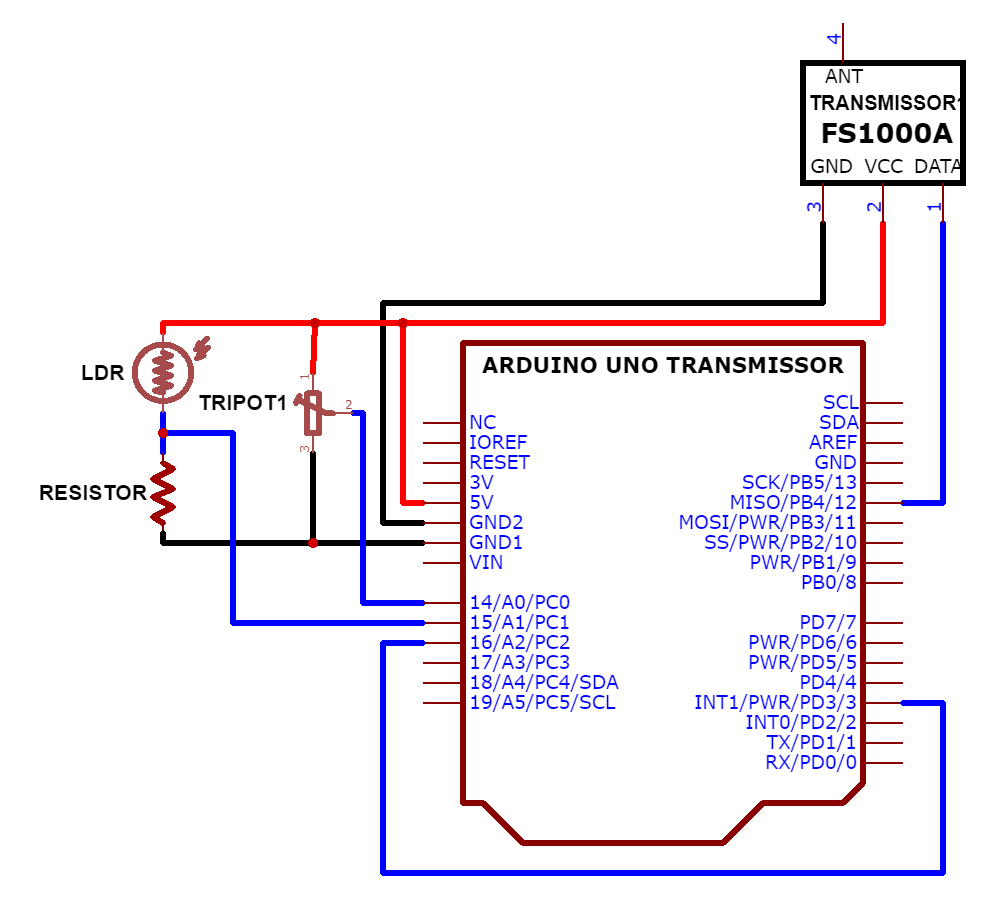 4
ANT
TRANSMISSOR1
FS1000A
GND VCC DATA
3 2 1
LDR
TRIPOT1
1
2
3
RESISTOR
ARDUINO UNO TRANSMISSOR
NC
IOREF
RESET
3V
5V
GND2
GND1
VIN
14/A0/PC0
15/A1/PC1
16/A2/PC2
17/A3/PC3
18/A4/PC4/SDA
19/A5/PC5/SCL
SCL
SDA
AREF
GND
SCK/PB5/13
MISO/PB4/12
MOSI/PWR/PB3/11
SS/PWR/PB2/10
PWR/PB1/9
PB0/8
PD7/7
PWR/PD6/6
PWR/PD5/5
PD4/4
INT1/PWR/PD3/3
INT0/PD2/2
TX/PD1/1
RX/PD0/0